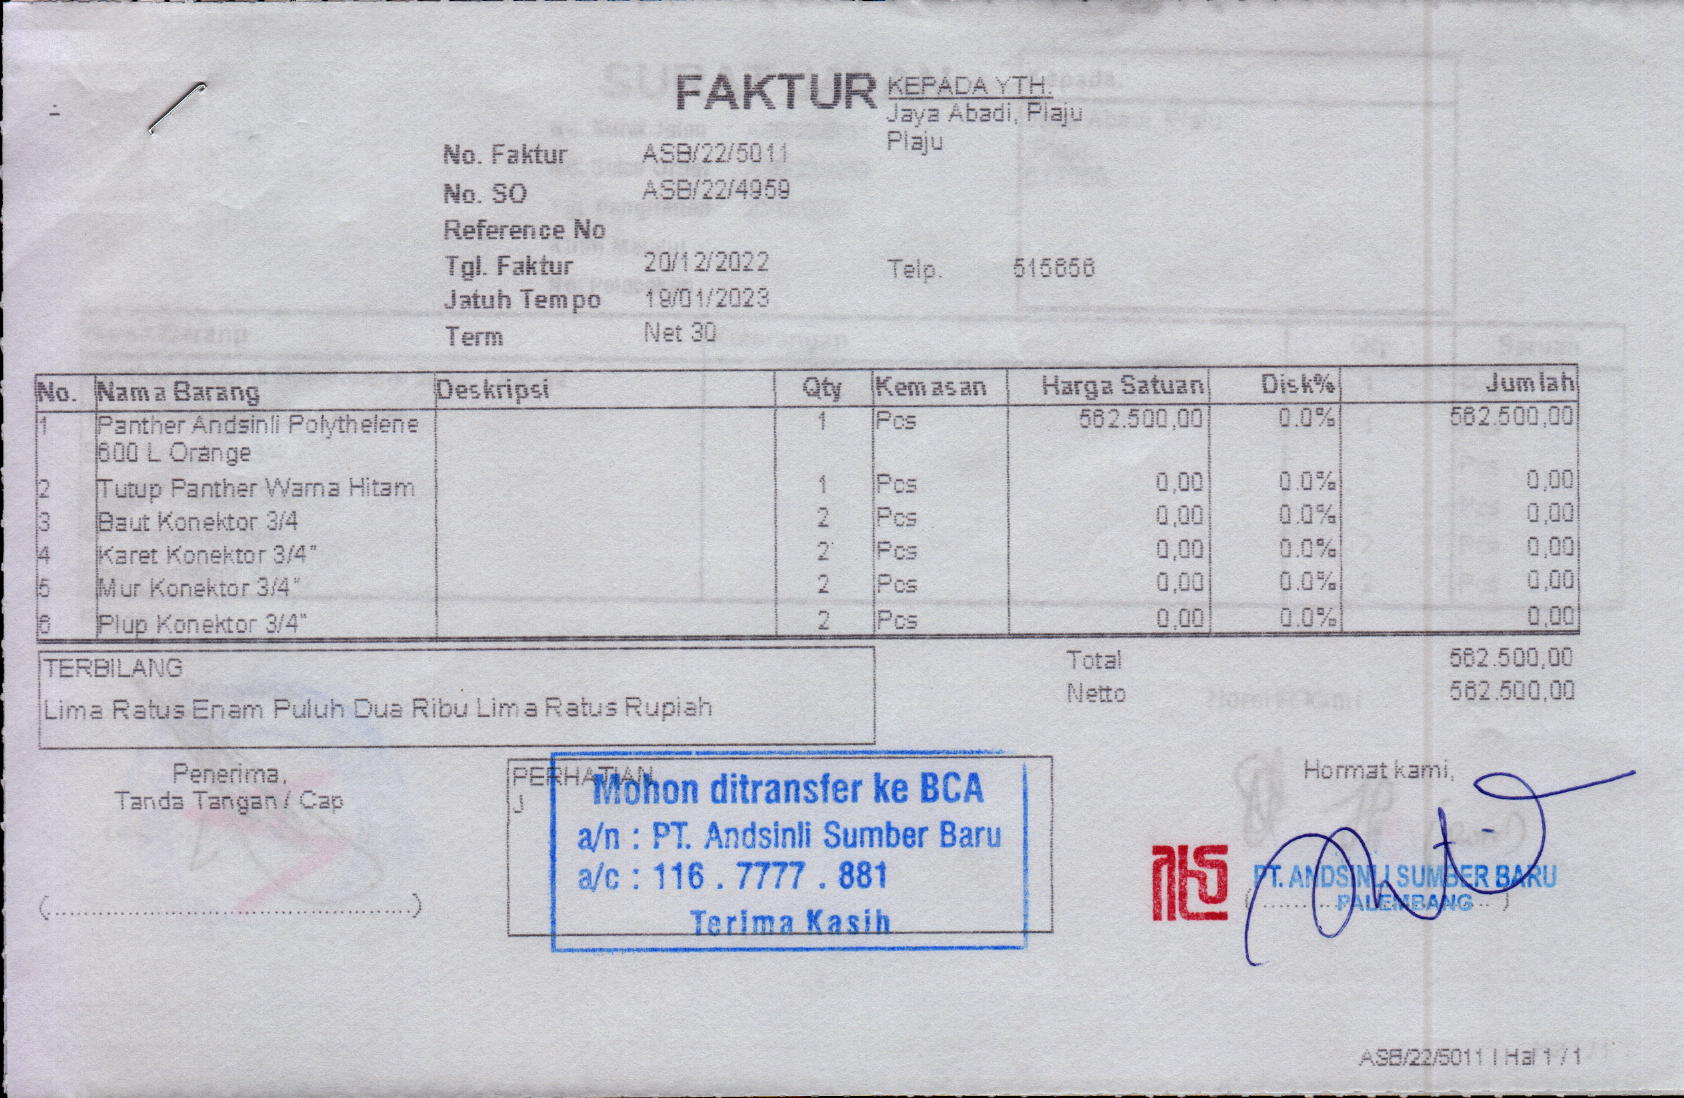 FAKTUR
KEPADA YTH.
Jaya Abadi, Plaju
Plaju
No. Faktur ASB/22/5011
No. SO ASB/22/4959
Reference No
Tgl. Faktur 20/12/2022
Telp. 515656
Jatuh Tempo 19/01/2023
Term Net 30
No. Nama Barang Deskripsi Qty Kemasan Harga Satuan Disk% Jumlah
1 Panther Andsinli Polythelene 1 Pcs 562.500,00 0.0% 562.500,00
600 L Orange
2 Tutup Panther Warna Hitam 1 Pcs 0,00 0.0% 0,00
3 Baut Konektor 3/4 2 Pcs 0,00 0.0% 0,00
4 Karet Konektor 3/4" 2 Pcs 0,00 0.0% 0,00
5 Mur Konektor 3/4" 2 Pcs 0,00 0.0% 0,00
6 Plup Konektor 3/4" 2 Pcs 0,00 0.0% 0,00
TERBILANG
Lima Ratus Enam Puluh Dua Ribu Lima Ratus Rupiah
Total 562.500,00
Netto 562.500,00
Penerima,
Tanda Tangan / Cap
(..............................................)
PERHATIAN
J
Mohon ditransfer ke BCA
a/n : PT. Andsinli Sumber Baru
a/c : 116 . 7777 . 881
Terima Kasih
Hormat kami,
PT. ANDSINLI SUMBER BARU
PALEMBANG
ASB/22/5011 | Hal 1 / 1